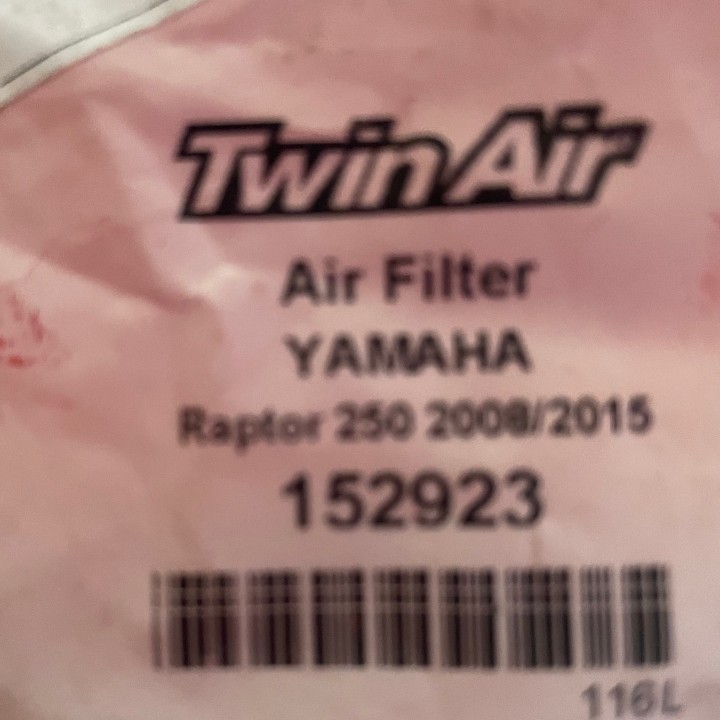 Twin Air
Air Filter
YAMAHA
Raptor 250 2008/2015
152923
116L